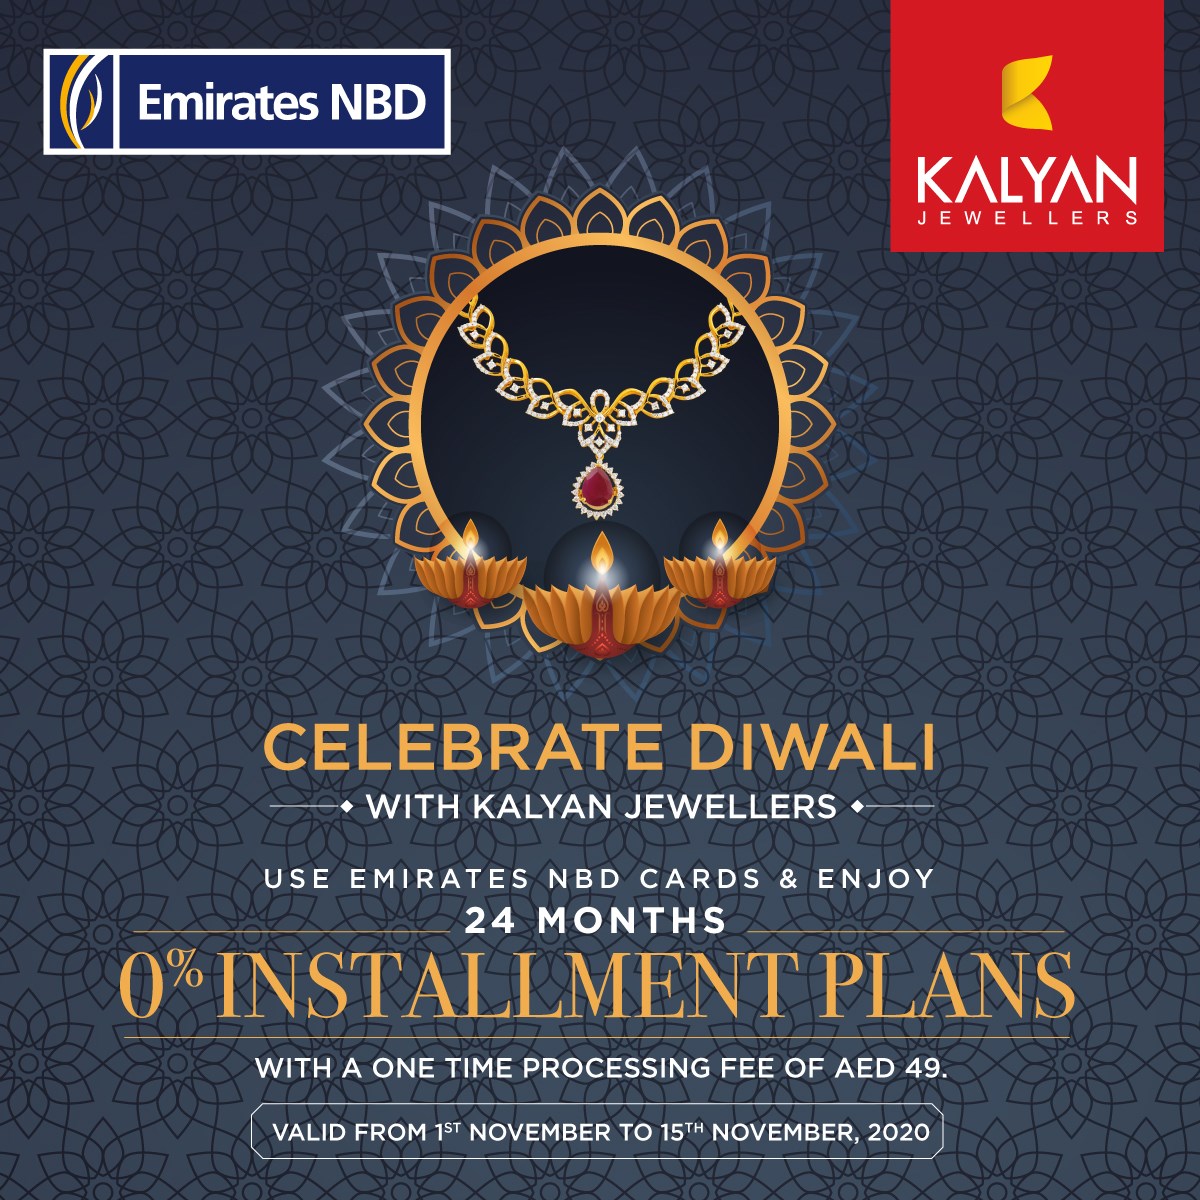 Emirates NBD
KALYAN
JEWELLERS
CELEBRATE DIWALI
WITH KALYAN JEWELLERS
USE EMIRATES NBD CARDS & ENJOY
24 MONTHS
0% INSTALLMENT PLANS
WITH A ONE TIME PROCESSING FEE OF AED 49.
VALID FROM 1ST NOVEMBER TO 15TH NOVEMBER, 2020